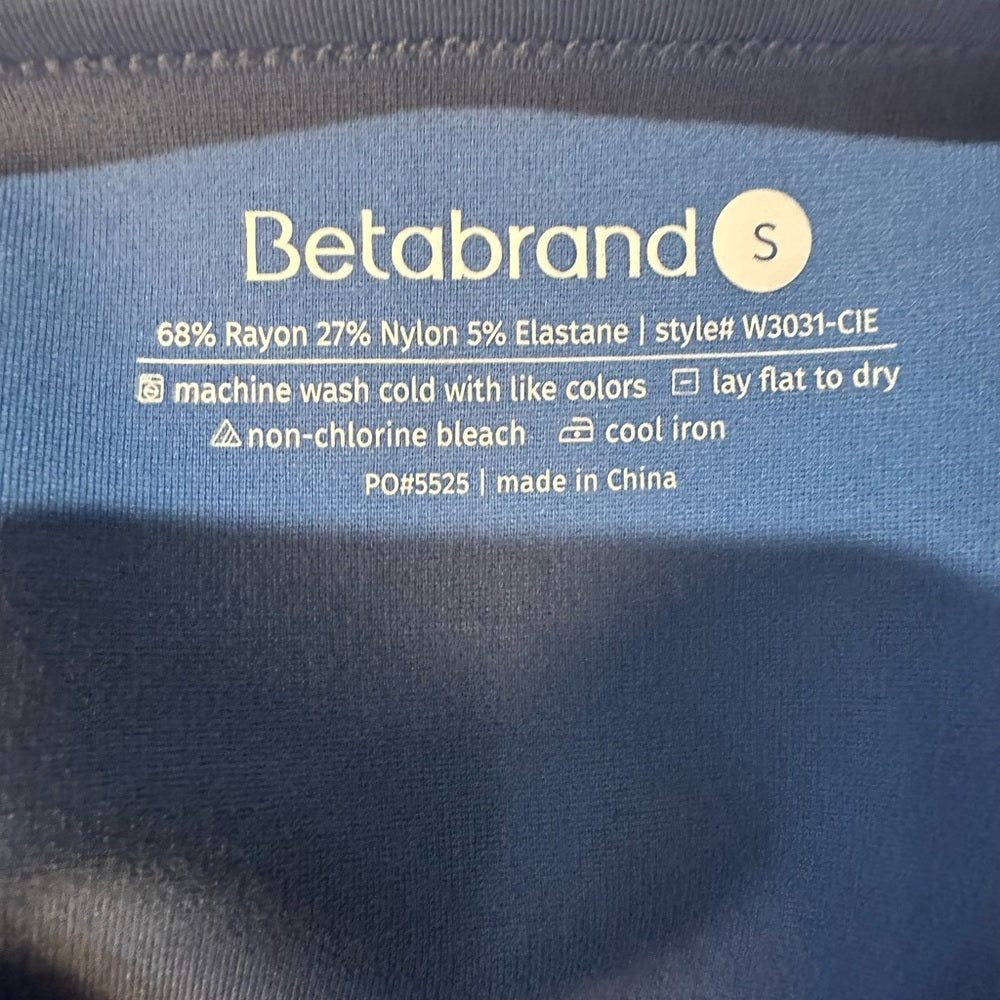 Betabrand S
68% Rayon 27% Nylon 5% Elastane | style# W3031-CIE
machine wash cold with like colors lay flat to dry
non-chlorine bleach cool iron
PO#5525 | made in China